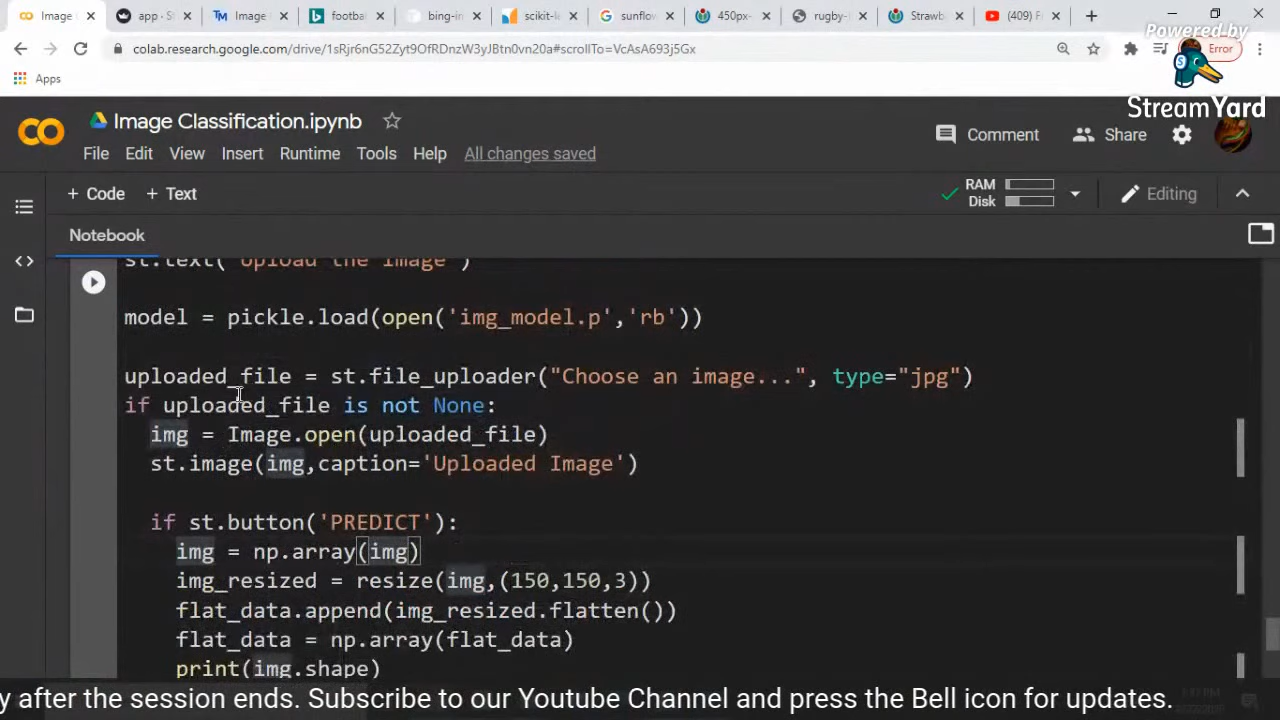 Image
app - St
Image
footba
bing-im
scikit-le
sunflow
450px-
rugby-
Strawb
(409) F
colab.research.google.com/drive/1sRjr6nG52Zyt9OfRDnzW3yJBtn0vn20a#scrollTo=VcAsA693j5Gx
Error
Powered by
StreamYard
Apps
Image Classification.ipynb
Comment
Share
File Edit View Insert Runtime Tools Help All changes saved
+ Code + Text
RAM
Disk
Editing
Notebook
st.text('Upload the Image')
model = pickle.load(open('img_model.p','rb'))
uploaded_file = st.file_uploader("Choose an image...", type="jpg")
if uploaded_file is not None:
img = Image.open(uploaded_file)
st.image(img,caption='Uploaded Image')
if st.button('PREDICT'):
img = np.array(img)
img_resized = resize(img,(150,150,3))
flat_data.append(img_resized.flatten())
flat_data = np.array(flat_data)
print(img.shape)
y after the session ends. Subscribe to our Youtube Channel and press the Bell icon for updates.